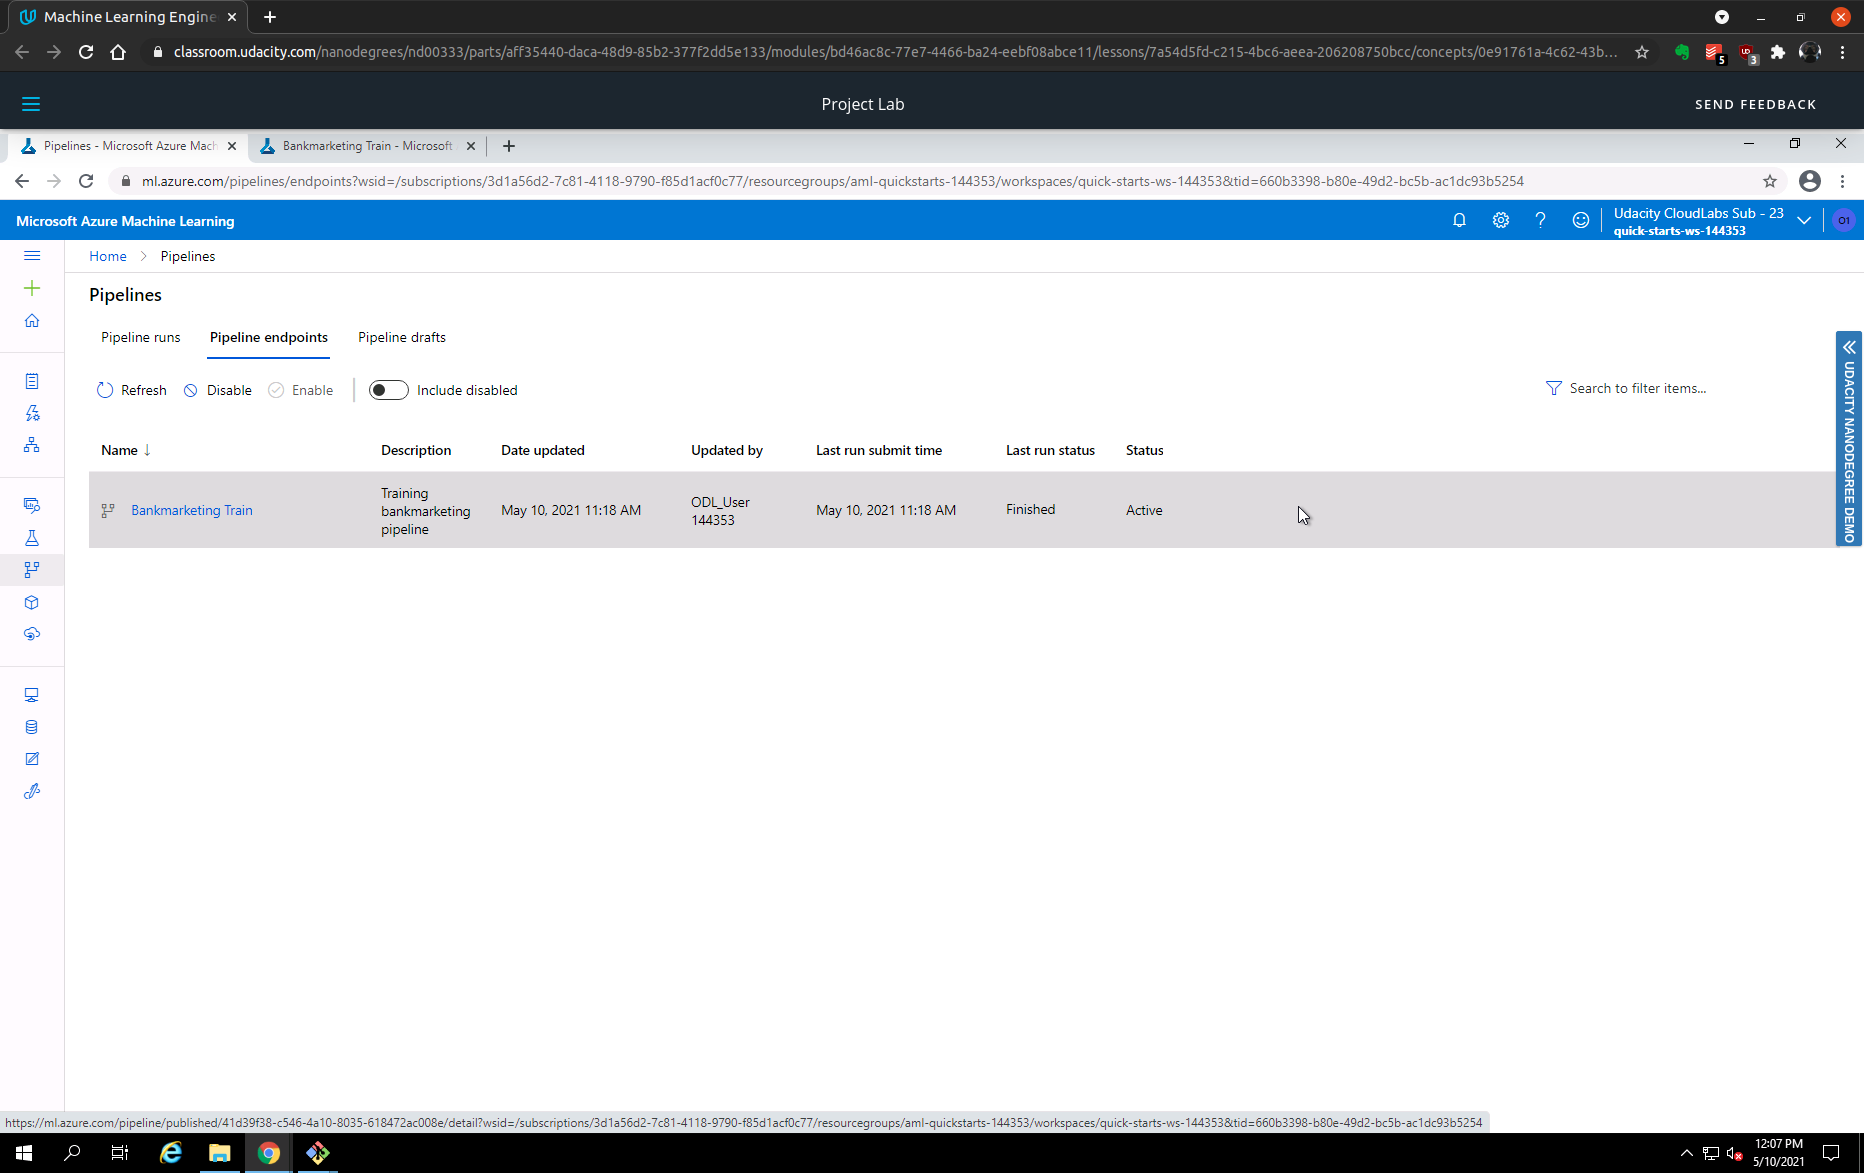 Machine Learning Engine
classroom.udacity.com/nanodegrees/nd00333/parts/aff35440-daca-48d9-85b2-377f2dd5e133/modules/bd46ac8c-77e7-4466-ba24-eebf08abce11/lessons/7a54d5fd-c215-4bc6-aeea-206208750bcc/concepts/0e91761a-4c62-43b...
5
3
Project Lab
SEND FEEDBACK
Pipelines - Microsoft Azure Mach
Bankmarketing Train - Microsoft
ml.azure.com/pipelines/endpoints?wsid=/subscriptions/3d1a56d2-7c81-4118-9790-f85d1acf0c77/resourcegroups/aml-quickstarts-144353/workspaces/quick-starts-ws-144353&tid=660b3398-b80e-49d2-bc5b-ac1dc93b5254
Microsoft Azure Machine Learning
Udacity CloudLabs Sub - 23
quick-starts-ws-144353
O1
Home > Pipelines
Pipelines
Pipeline runs
Pipeline endpoints
Pipeline drafts
Refresh
Disable
Enable
Include disabled
Search to filter items...
UDACITY NANODEGREE DEMO
Name ↓
Description
Date updated
Updated by
Last run submit time
Last run status
Status
Bankmarketing Train
Training
bankmarketing
pipeline
May 10, 2021 11:18 AM
ODL_User
144353
May 10, 2021 11:18 AM
Finished
Active
https://ml.azure.com/pipeline/published/41d39f38-c546-4a10-8035-618472ac008e/detail?wsid=/subscriptions/3d1a56d2-7c81-4118-9790-f85d1acf0c77/resourcegroups/aml-quickstarts-144353/workspaces/quick-starts-ws-144353&tid=660b3398-b80e-49d2-bc5b-ac1dc93b5254
12:07 PM
5/10/2021